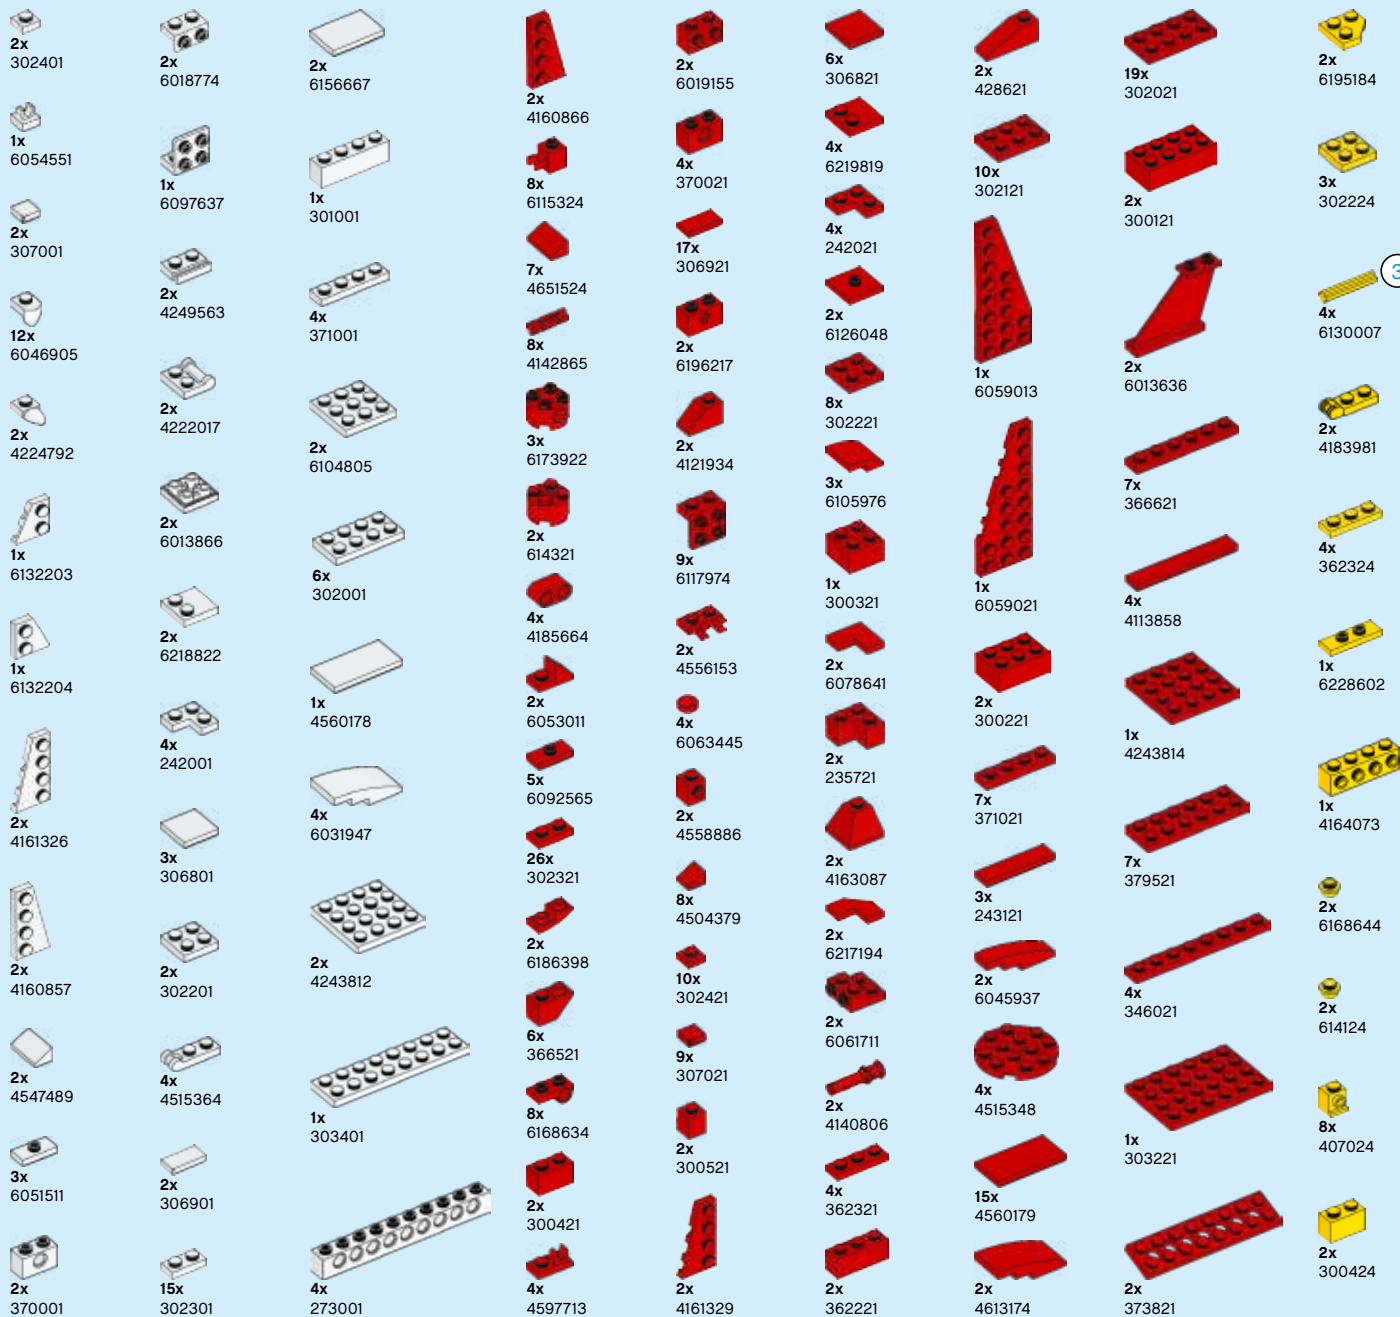 2x
302401
1x
6054551
2x
307001
12x
6046905
2x
4224792
1x
6132203
1x
6132204
2x
4161326
2x
4160857
2x
4547489
3x
6051511
2x
370001
2x
6018774
1x
6097637
2x
4249563
2x
4222017
2x
6013866
2x
6218822
4x
242001
3x
306801
2x
302201
4x
4515364
2x
306901
15x
302301
2x
6156667
1x
301001
4x
371001
2x
6104805
6x
302001
1x
4560178
4x
6031947
2x
4243812
1x
303401
4x
273001
2x
4160866
8x
6115324
7x
4651524
8x
4142865
3x
6173922
2x
614321
4x
4185664
2x
6053011
5x
6092565
26x
302321
2x
6186398
6x
366521
8x
6168634
2x
300421
4x
4597713
2x
6019155
4x
370021
17x
306921
2x
6196217
2x
4121934
9x
6117974
2x
4556153
4x
6063445
2x
4558886
8x
4504379
10x
302421
9x
307021
2x
300521
2x
4161329
6x
306821
4x
6219819
4x
242021
2x
6126048
8x
302221
3x
6105976
1x
300321
2x
6078641
2x
235721
2x
4163087
2x
6217194
2x
6061711
2x
4140806
4x
362321
2x
362221
2x
428621
10x
302121
1x
6059013
1x
6059021
2x
300221
7x
371021
3x
243121
2x
6045937
4x
4515348
15x
4560179
2x
4613174
19x
302021
2x
300121
2x
6013636
7x
366621
4x
4113858
1x
4243814
7x
379521
4x
346021
1x
303221
2x
373821
2x
6195184
3x
302224
3
4x
6130007
2x
4183981
4x
362324
1x
6228602
1x
4164073
2x
6168644
2x
614124
8x
407024
2x
300424